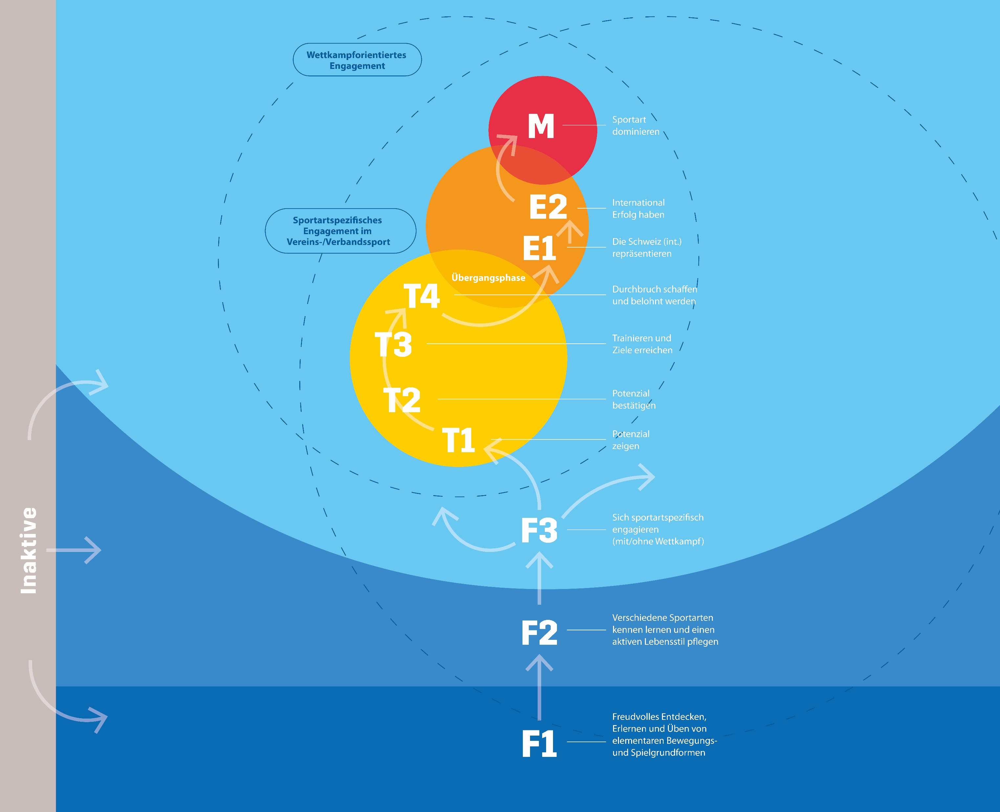 Wettkampforientiertes
Engagement
M
Sportart
dominieren
E2
International
Erfolg haben
Sportartspezifisches
Engagement im
Vereins-/Verbandssport
E1
Die Schweiz (int.)
repräsentieren
Übergangsphase
T4
Durchbruch schaffen
und belohnt werden
T3
Trainieren und
Ziele erreichen
T2
Potenzial
bestätigen
T1
Potenzial
zeigen
Inaktive
F3
Sich sportartspezifisch
engagieren
(mit/ohne Wettkampf)
F2
Verschiedene Sportarten
kennen lernen und einen
aktiven Lebensstil pflegen
F1
Freudvolles Entdecken,
Erlernen und Üben von
elementaren Bewegungs-
und Spielgrundformen